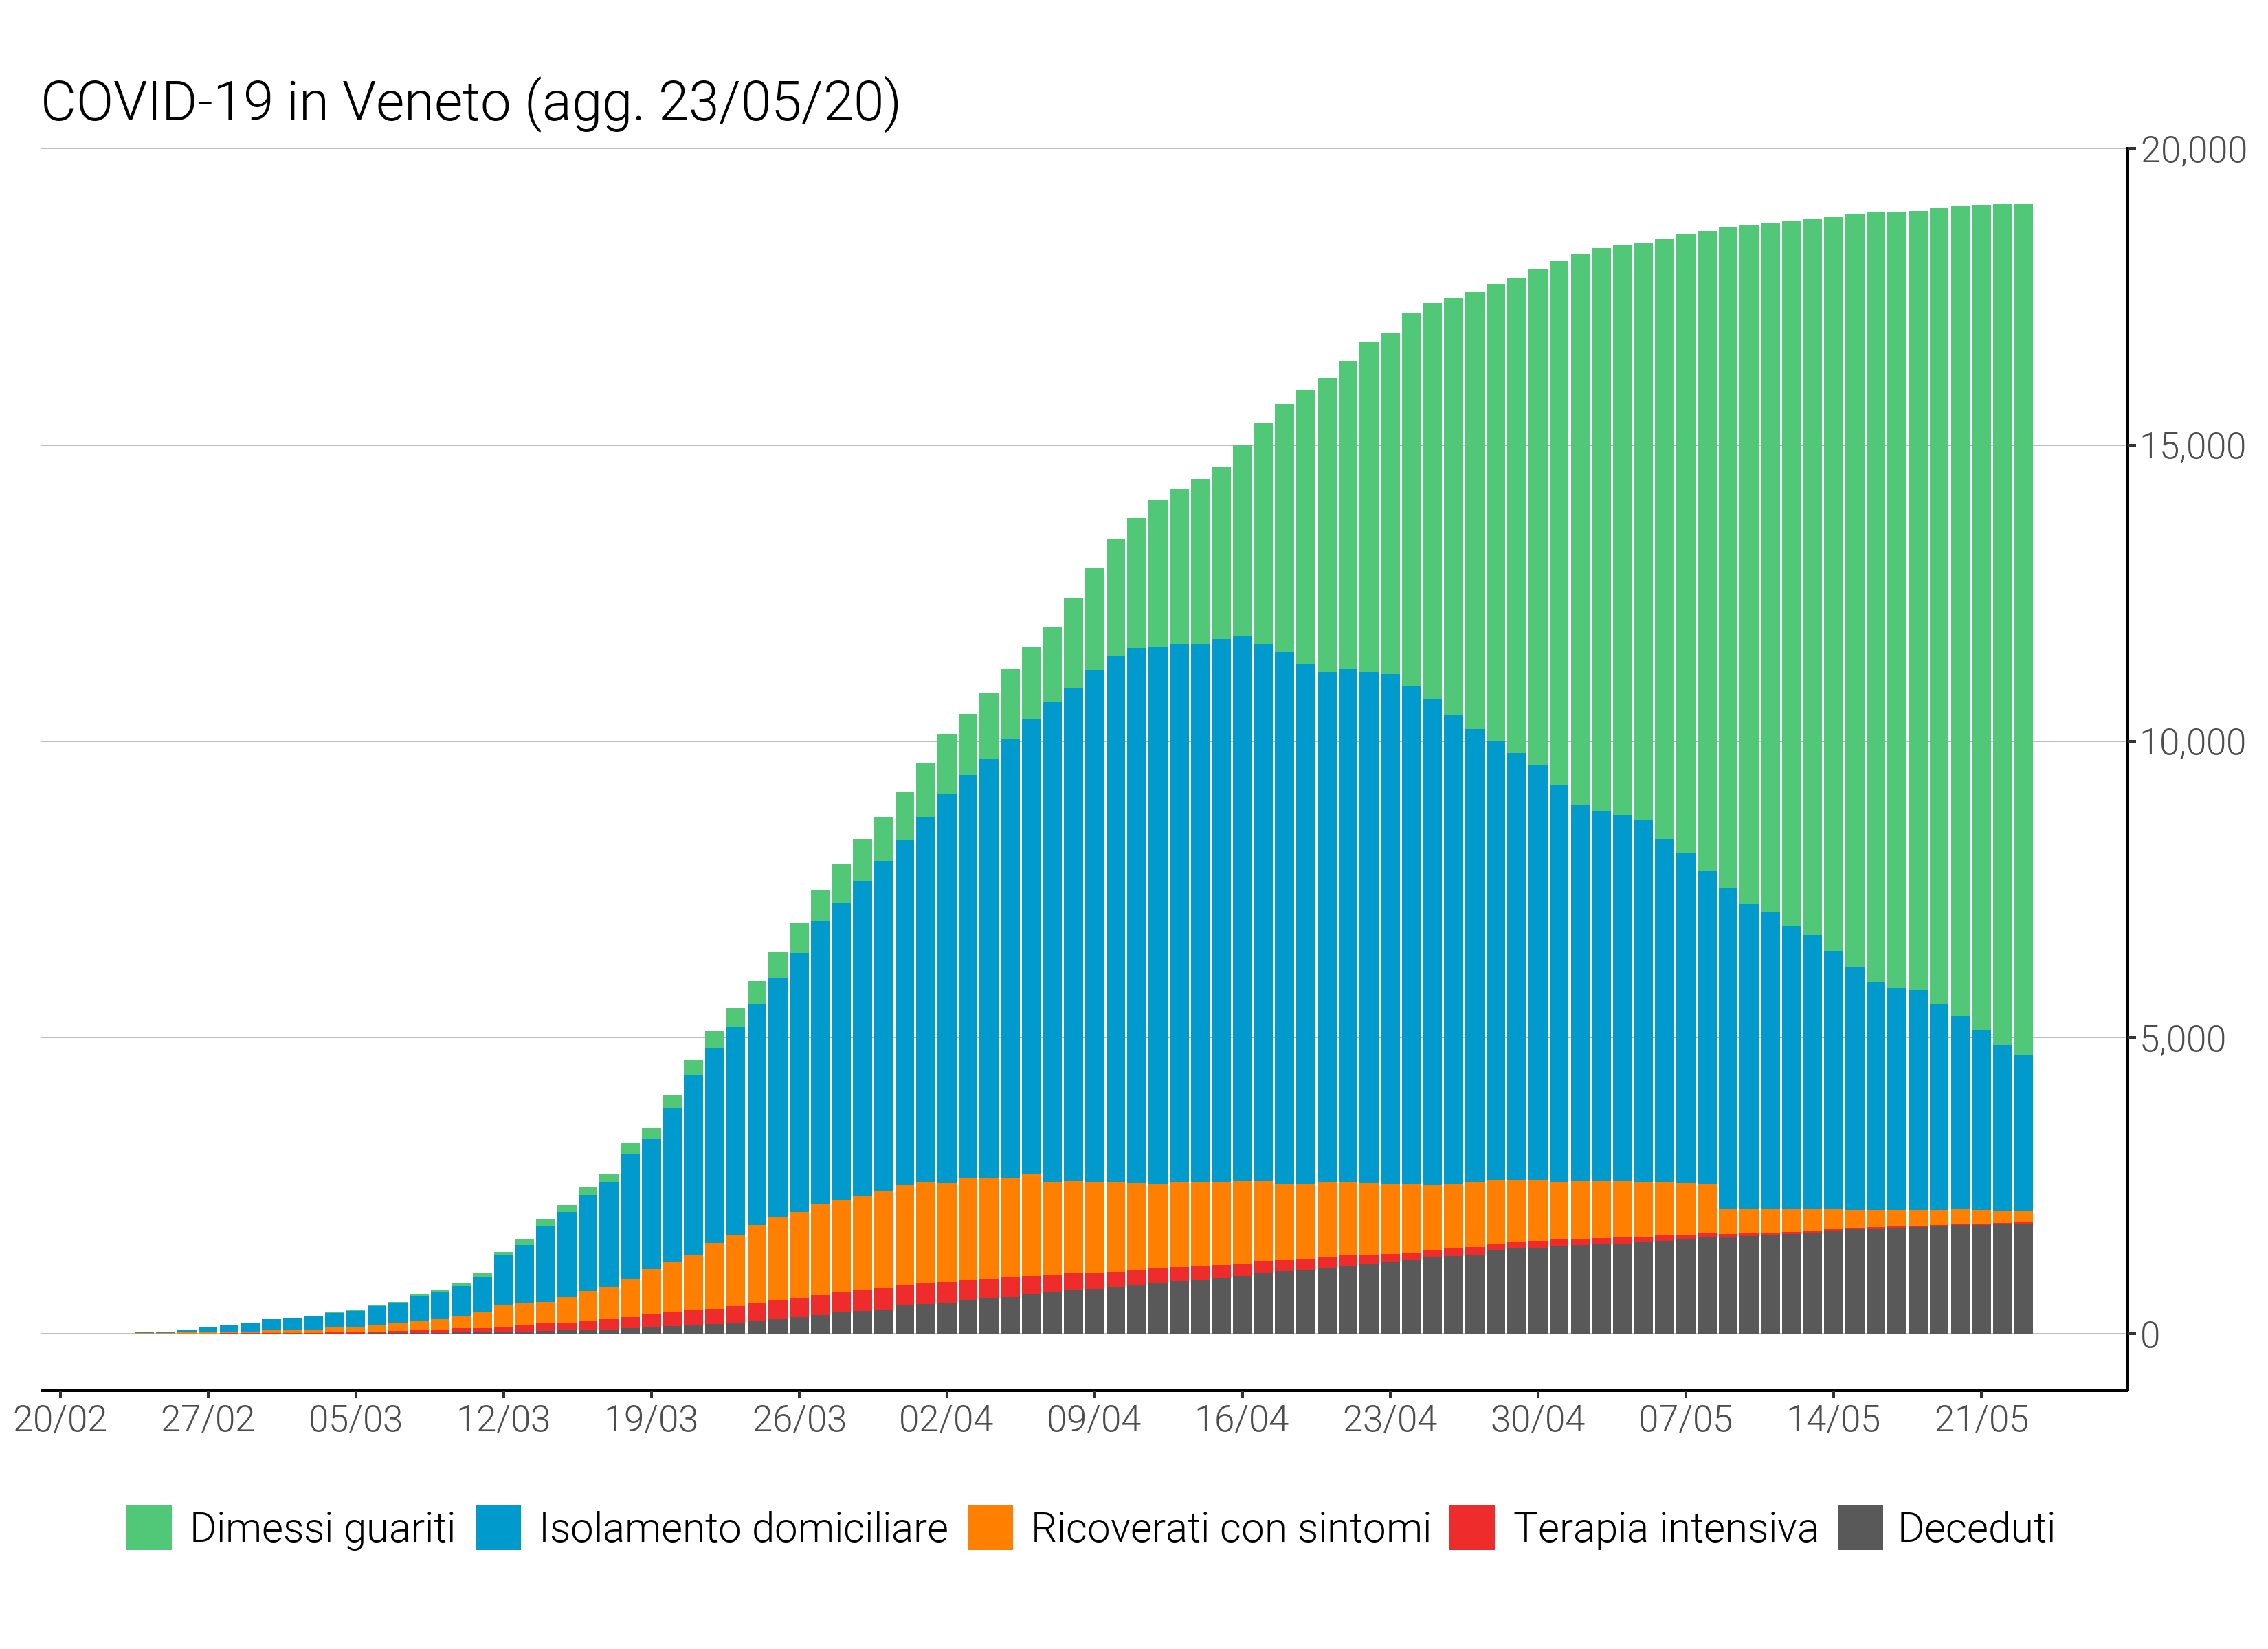 COVID-19 in Veneto (agg. 23/05/20)
20,000
15,000
10,000
5,000
0
20/02 27/02 05/03 12/03 19/03 26/03 02/04 09/04 16/04 23/04 30/04 07/05 14/05 21/05
Dimessi guariti Isolamento domiciliare Ricoverati con sintomi Terapia intensiva Deceduti